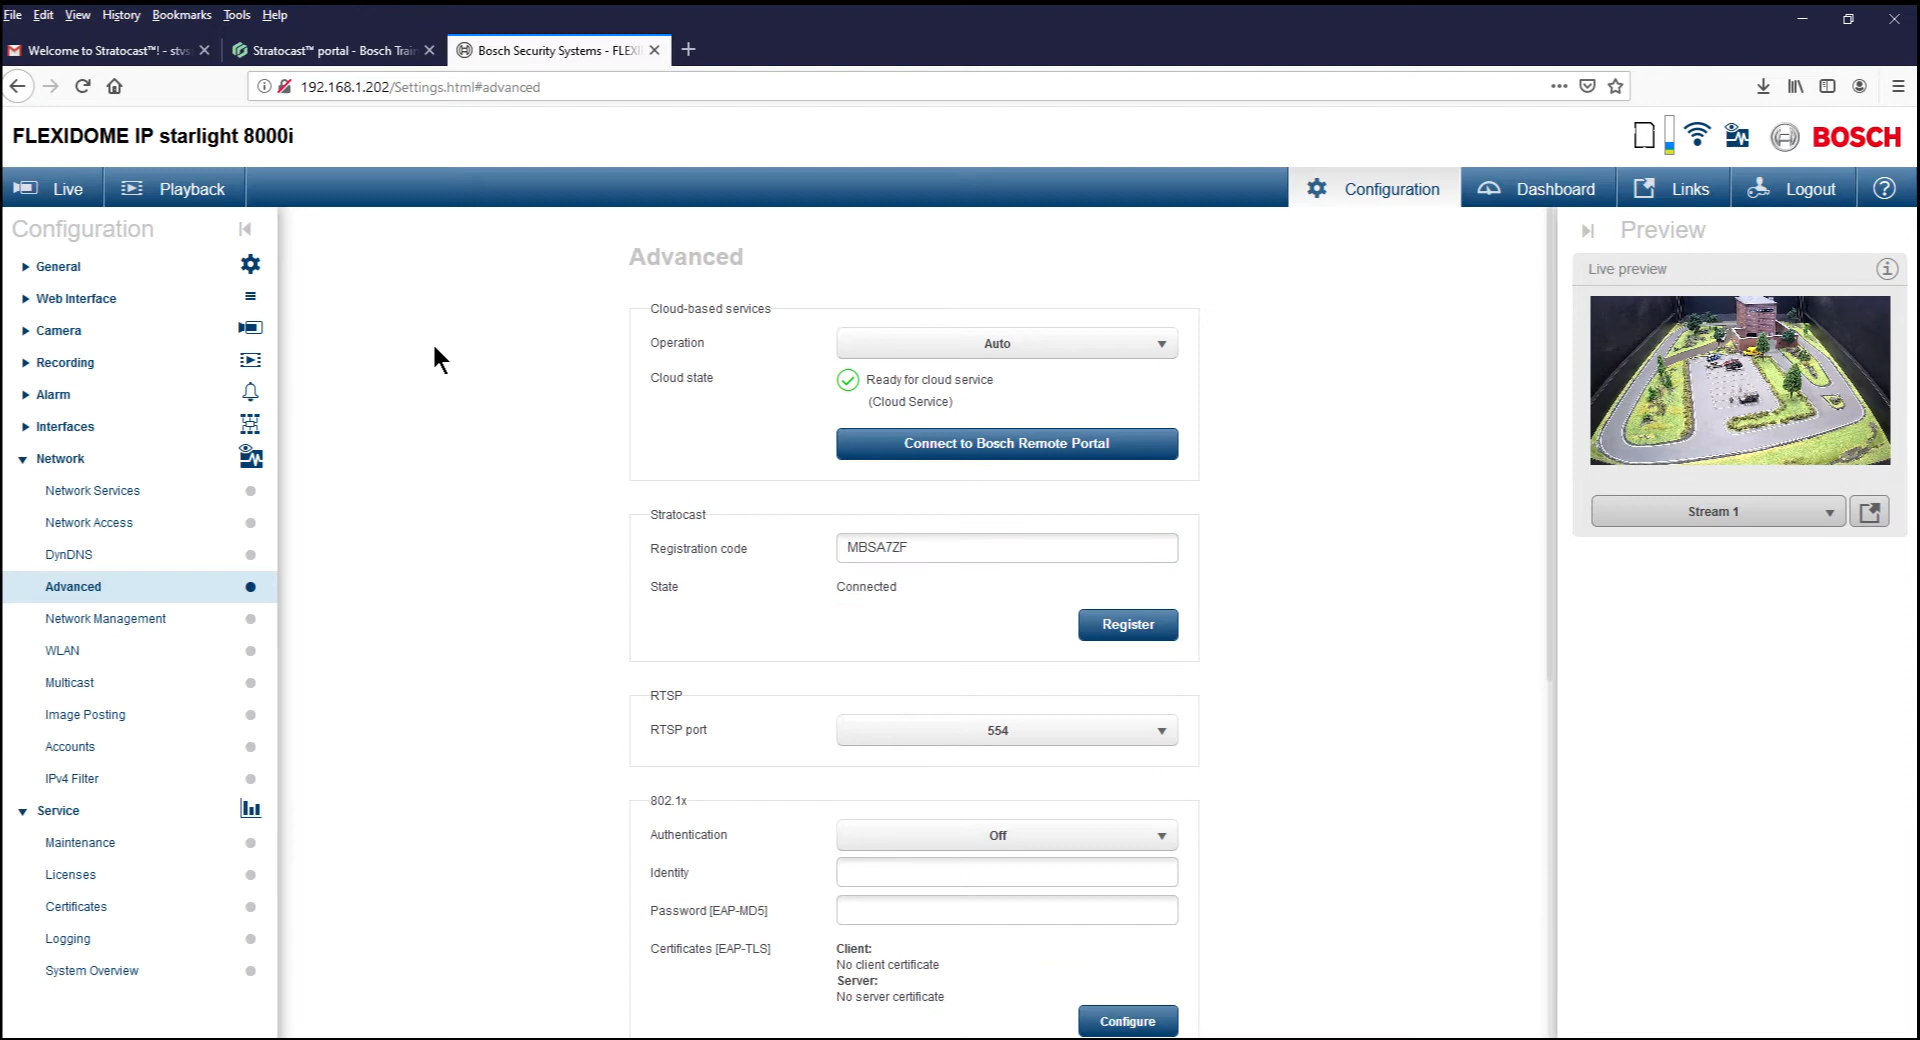 File Edit View History Bookmarks Tools Help
Welcome to Stratocast™! - stvs
Stratocast™ portal - Bosch Trai
Bosch Security Systems - FLEXI
192.168.1.202/Settings.html#advanced
FLEXIDOME IP starlight 8000i
BOSCH
Live
Playback
Configuration
Dashboard
Links
Logout
Configuration
General
Web Interface
Camera
Recording
Alarm
Interfaces
Network
Network Services
Network Access
DynDNS
Advanced
Network Management
WLAN
Multicast
Image Posting
Accounts
IPv4 Filter
Service
Maintenance
Licenses
Certificates
Logging
System Overview
Advanced
Cloud-based services
Operation
Auto
Cloud state
Ready for cloud service
(Cloud Service)
Connect to Bosch Remote Portal
Stratocast
Registration code
MBSA7ZF
State
Connected
Register
RTSP
RTSP port
554
802.1x
Authentication
Off
Identity
Password [EAP-MD5]
Certificates [EAP-TLS]
Client:
No client certificate
Server:
No server certificate
Configure
Preview
Live preview
Stream 1